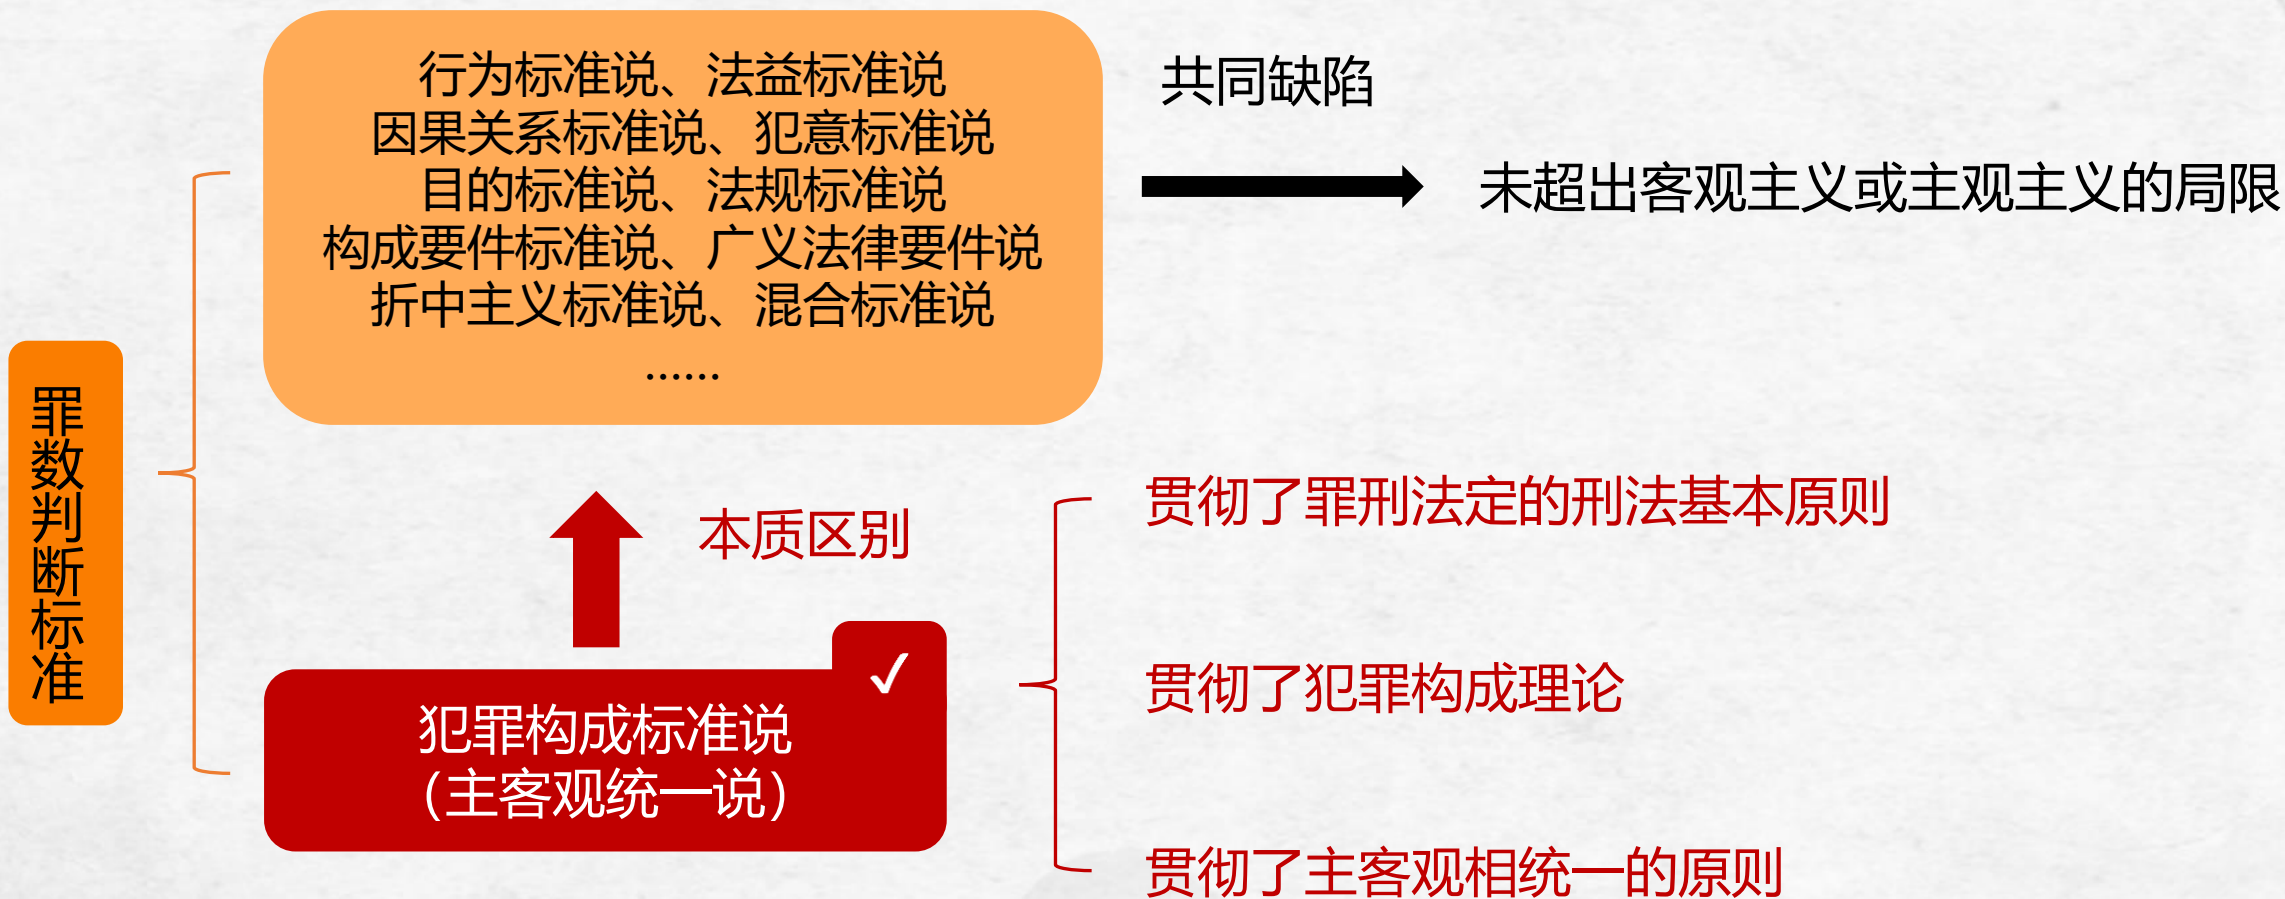 罪数判断标准
行为标准说、法益标准说
因果关系标准说、犯意标准说
目的标准说、法规标准说
构成要件标准说、广义法律要件说
折中主义标准说、混合标准说
……
共同缺陷
未超出客观主义或主观主义的局限
本质区别
✓
犯罪构成标准说
（主客观统一说）
贯彻了罪刑法定的刑法基本原则
贯彻了犯罪构成理论
贯彻了主客观相统一的原则